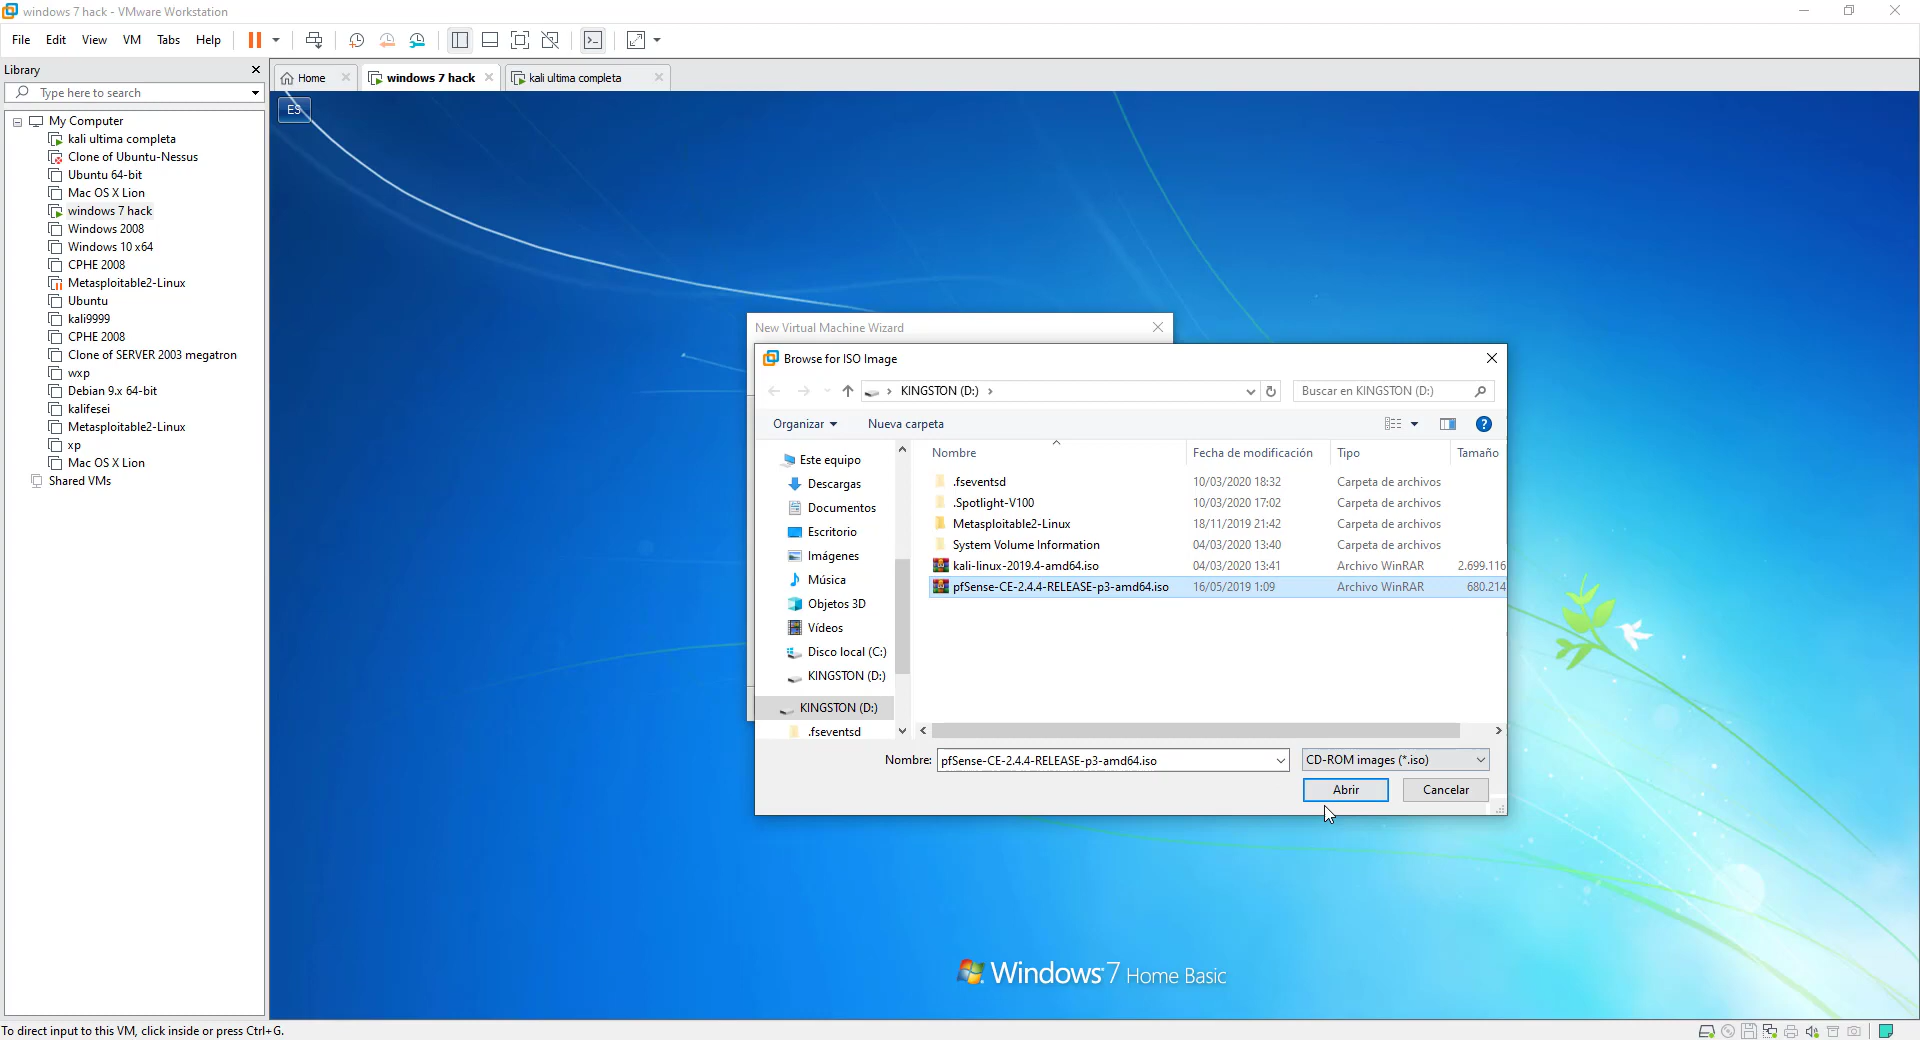 windows 7 hack - VMware Workstation
File Edit View VM Tabs Help
Library
Type here to search
My Computer
kali ultima completa
Clone of Ubuntu-Nessus
Ubuntu 64-bit
Mac OS X Lion
windows 7 hack
Windows 2008
Windows 10 x64
CPHE 2008
Metasploitable2-Linux
Ubuntu
kali9999
CPHE 2008
Clone of SERVER 2003 megatron
wxp
Debian 9.x 64-bit
kalifesei
Metasploitable2-Linux
xp
Mac OS X Lion
Shared VMs
Home windows 7 hack kali ultima completa
ES
New Virtual Machine Wizard
Browse for ISO Image
KINGSTON (D:)
Buscar en KINGSTON (D:)
Organizar Nueva carpeta
Este equipo
Descargas
Documentos
Escritorio
Imágenes
Música
Objetos 3D
Vídeos
Disco local (C:)
KINGSTON (D:)
KINGSTON (D:)
.fseventsd
Nombre Fecha de modificación Tipo Tamaño
.fseventsd 10/03/2020 18:32 Carpeta de archivos
.Spotlight-V100 10/03/2020 17:02 Carpeta de archivos
Metasploitable2-Linux 18/11/2019 21:42 Carpeta de archivos
System Volume Information 04/03/2020 13:40 Carpeta de archivos
kali-linux-2019.4-amd64.iso 04/03/2020 13:41 Archivo WinRAR 2.699.116
pfSense-CE-2.4.4-RELEASE-p3-amd64.iso 16/05/2019 1:09 Archivo WinRAR 680.214
Nombre: pfSense-CE-2.4.4-RELEASE-p3-amd64.iso CD-ROM images (*.iso)
Abrir Cancelar
Windows 7 Home Basic
To direct input to this VM, click inside or press Ctrl+G.